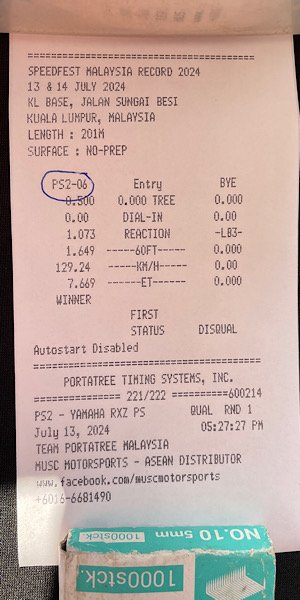 ================================
SPEEDFEST MALAYSIA RECORD 2024
13 & 14 JULY 2024
KL BASE, JALAN SUNGAI BESI
KUALA LUMPUR, MALAYSIA
LENGTH : 201M
SURFACE : NO-PREP
================================
PS2-06 Entry BYE
0.500 0.000 TREE 0.000
0.00 DIAL-IN 0.00
1.073 REACTION -L83-
1.649 ------60FT----- 0.000
129.24 ------KM/H----- 0.00
7.669 -------ET------ 0.000
WINNER
FIRST
STATUS DISQUAL
Autostart Disabled
================================
PORTATREE TIMING SYSTEMS, INC.
============= 221/222 ==========600214
PS2 - YAMAHA RXZ PS QUAL RND 1
July 13, 2024 05:27:27 PM
TEAM PORTATREE MALAYSIA
MUSC MOTORSPORTS - ASEAN DISTRIBUTOR
www.facebook.com/muscmotorsports
+6016-6681490
NO.10 5mm
1000stck.
1000stck.